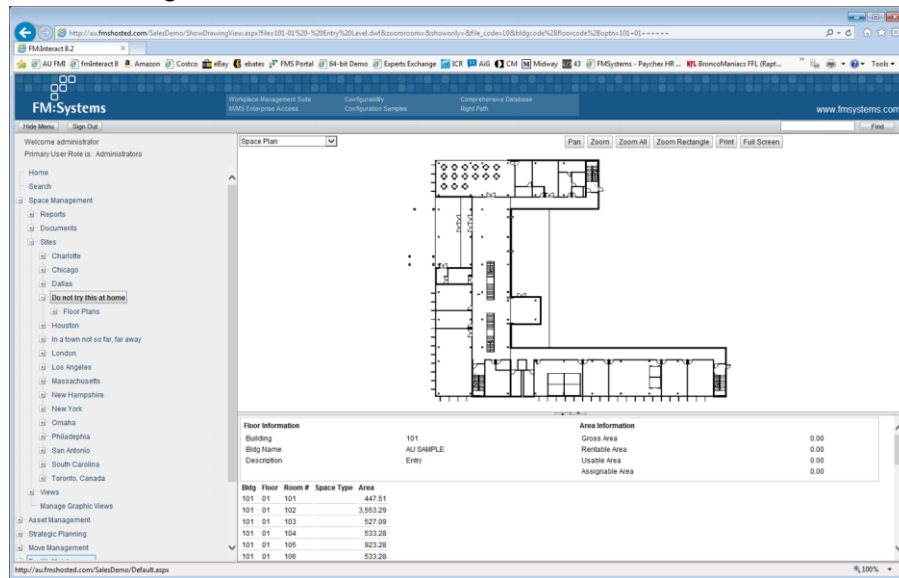 http://au.fmshosted.com/SalesDemo/ShowDrawingView.aspx?file=101-01%20-%20Entry%20Level.dwf&zoomroom=&showonly=&file_code=L0&bldgcode%28floorcode%28optn=101+01++++++
FM:Interact 8.2
AU FMI
fmInteract 8
Amazon
Costco
eBay
ebates
FMS Portal
64-bit Demo
Experts Exchange
ICR
AiG
CM
Midway
43
FMSystems - Paychex HR ...
BroncoManiacs FFL (Rapt...
Tools
FM:Systems
Workplace Management Suite
Configurability
Comprehensive Database
WMS Enterprise Access
Configuration Samples
Right Path
www.fmsystems.com
Hide Menu
Sign Out
Find
Welcome administrator
Primary User Role is: Administrators
Home
Search
Space Management
Reports
Documents
Sites
Charlotte
Chicago
Dallas
Do not try this at home
Floor Plans
Houston
In a town not so far, far away
London
Los Angeles
Massachusetts
New Hampshire
New York
Omaha
Philadephia
San Antonio
South Carolina
Toronto, Canada
Views
Manage Graphic Views
Asset Management
Strategic Planning
Move Management
Space Plan
Pan Zoom Zoom All Zoom Rectangle Print Full Screen
Floor Information
Area Information
Building 101 Gross Area 0.00
Bldg Name AU SAMPLE Rentable Area 0.00
Description Entry Usable Area 0.00
Assignable Area 0.00
Bldg Floor Room # Space Type Area
101 01 101 447.51
101 01 102 3,553.29
101 01 103 527.09
101 01 104 533.28
101 01 105 923.28
101 01 106 533.28
http://au.fmshosted.com/SalesDemo/Default.aspx
100%